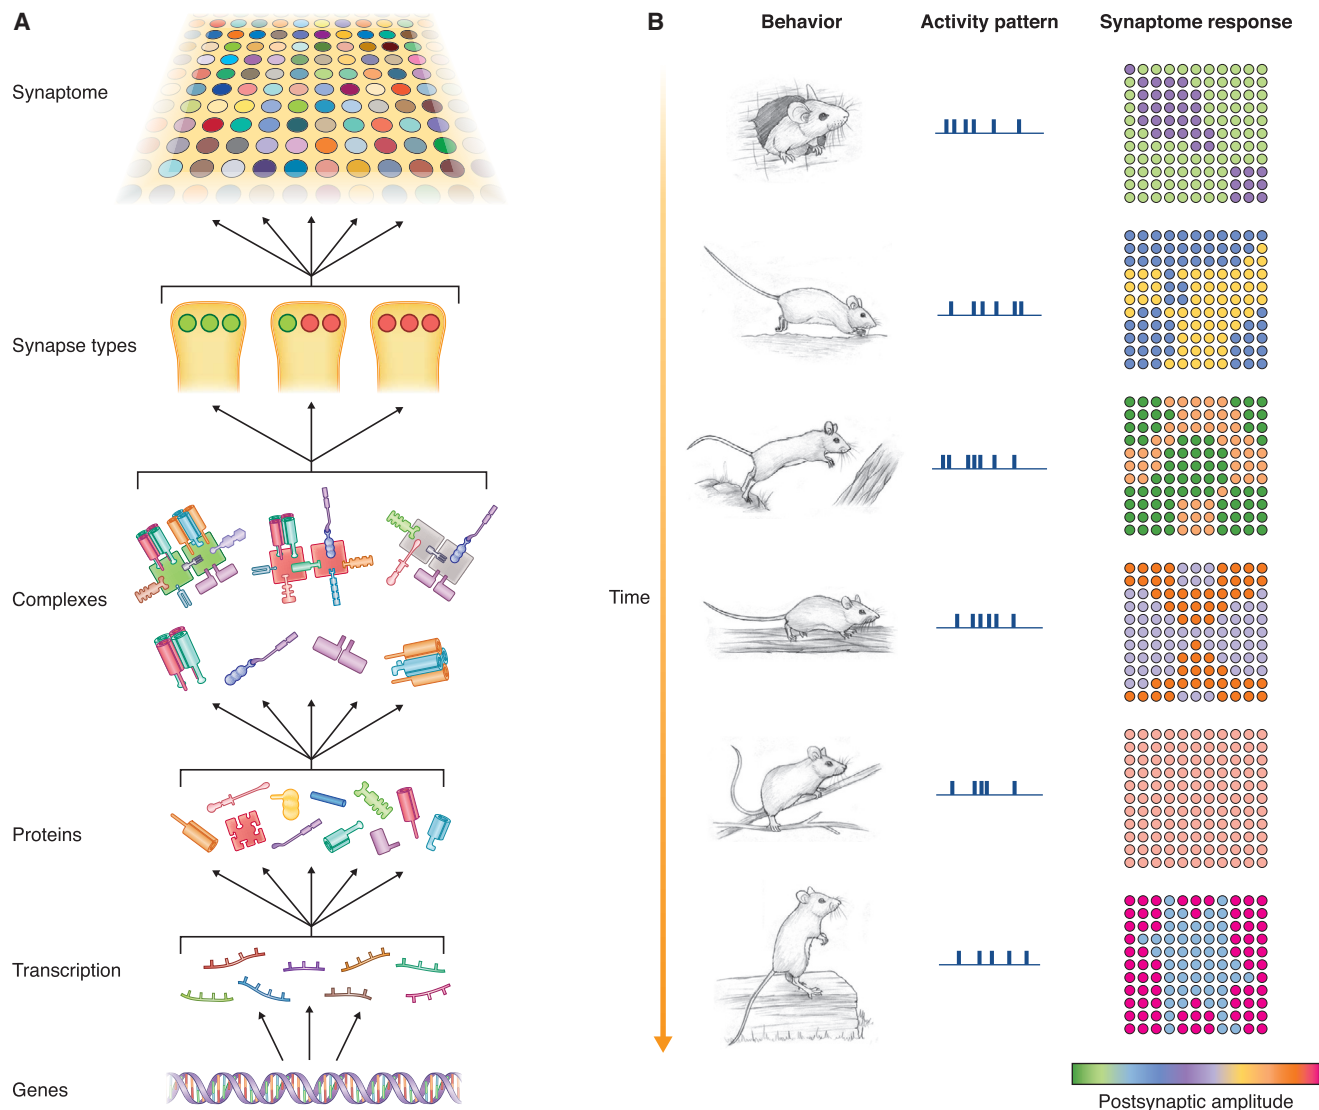 A
Synaptome
Synapse types
Complexes
Proteins
Transcription
Genes
B
Behavior
Activity pattern
Synaptome response
Time
Postsynaptic amplitude